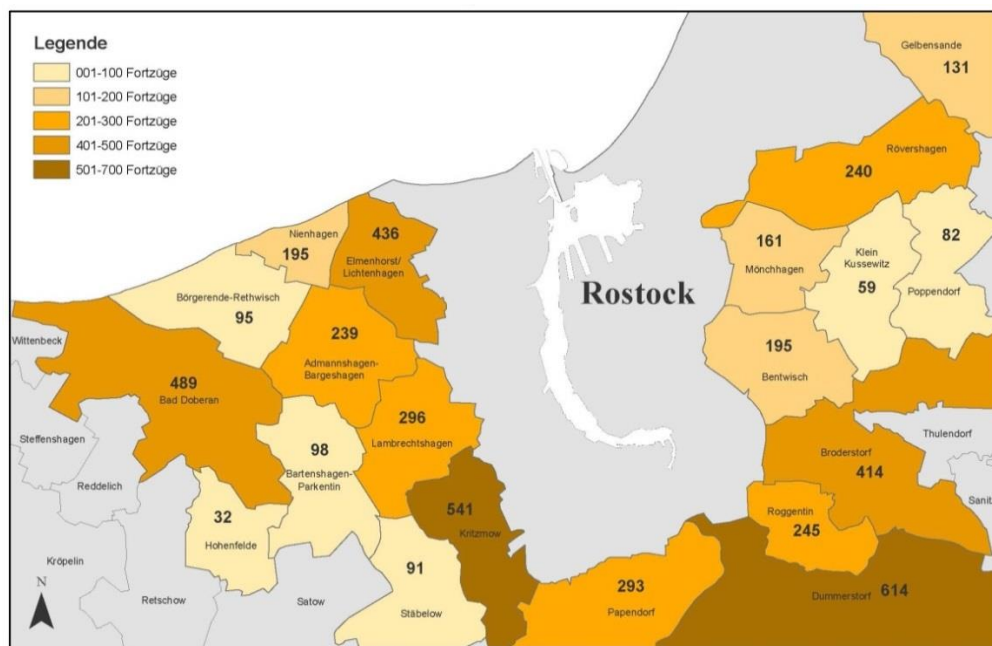 Legende
001-100 Fortzüge
101-200 Fortzüge
201-300 Fortzüge
401-500 Fortzüge
501-700 Fortzüge
Gelbensande
131
Rövershagen
240
Nienhagen
195
436
Elmenhorst/
Lichtenhagen
161
Mönchhagen
Klein
Kussewitz
59
82
Poppendorf
Rostock
Börgerende-Rethwisch
95
Wittenbeck
239
Admannshagen-
Bargeshagen
195
Bentwisch
489
Bad Doberan
296
Lambrechtshagen
Steffenshagen
98
Bartenshagen-
Parkentin
Thulendorf
Broderstorf
414
Reddelich
Sanit
32
Hohenfelde
541
Kritzmow
Roggentin
245
Kröpelin
91
Stäbelow
293
Papendorf
Dummerstorf
614
Retschow
Satow
N